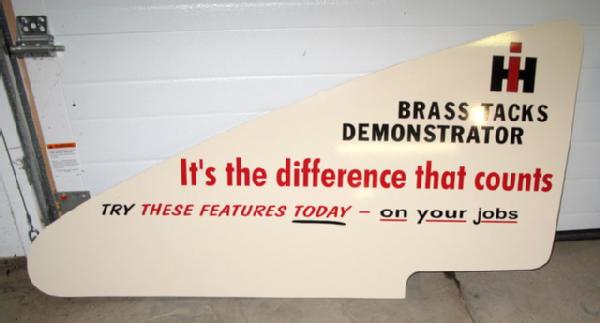 IH
BRASS TACKS
DEMONSTRATOR
It's the difference that counts
TRY THESE FEATURES TODAY – on your jobs